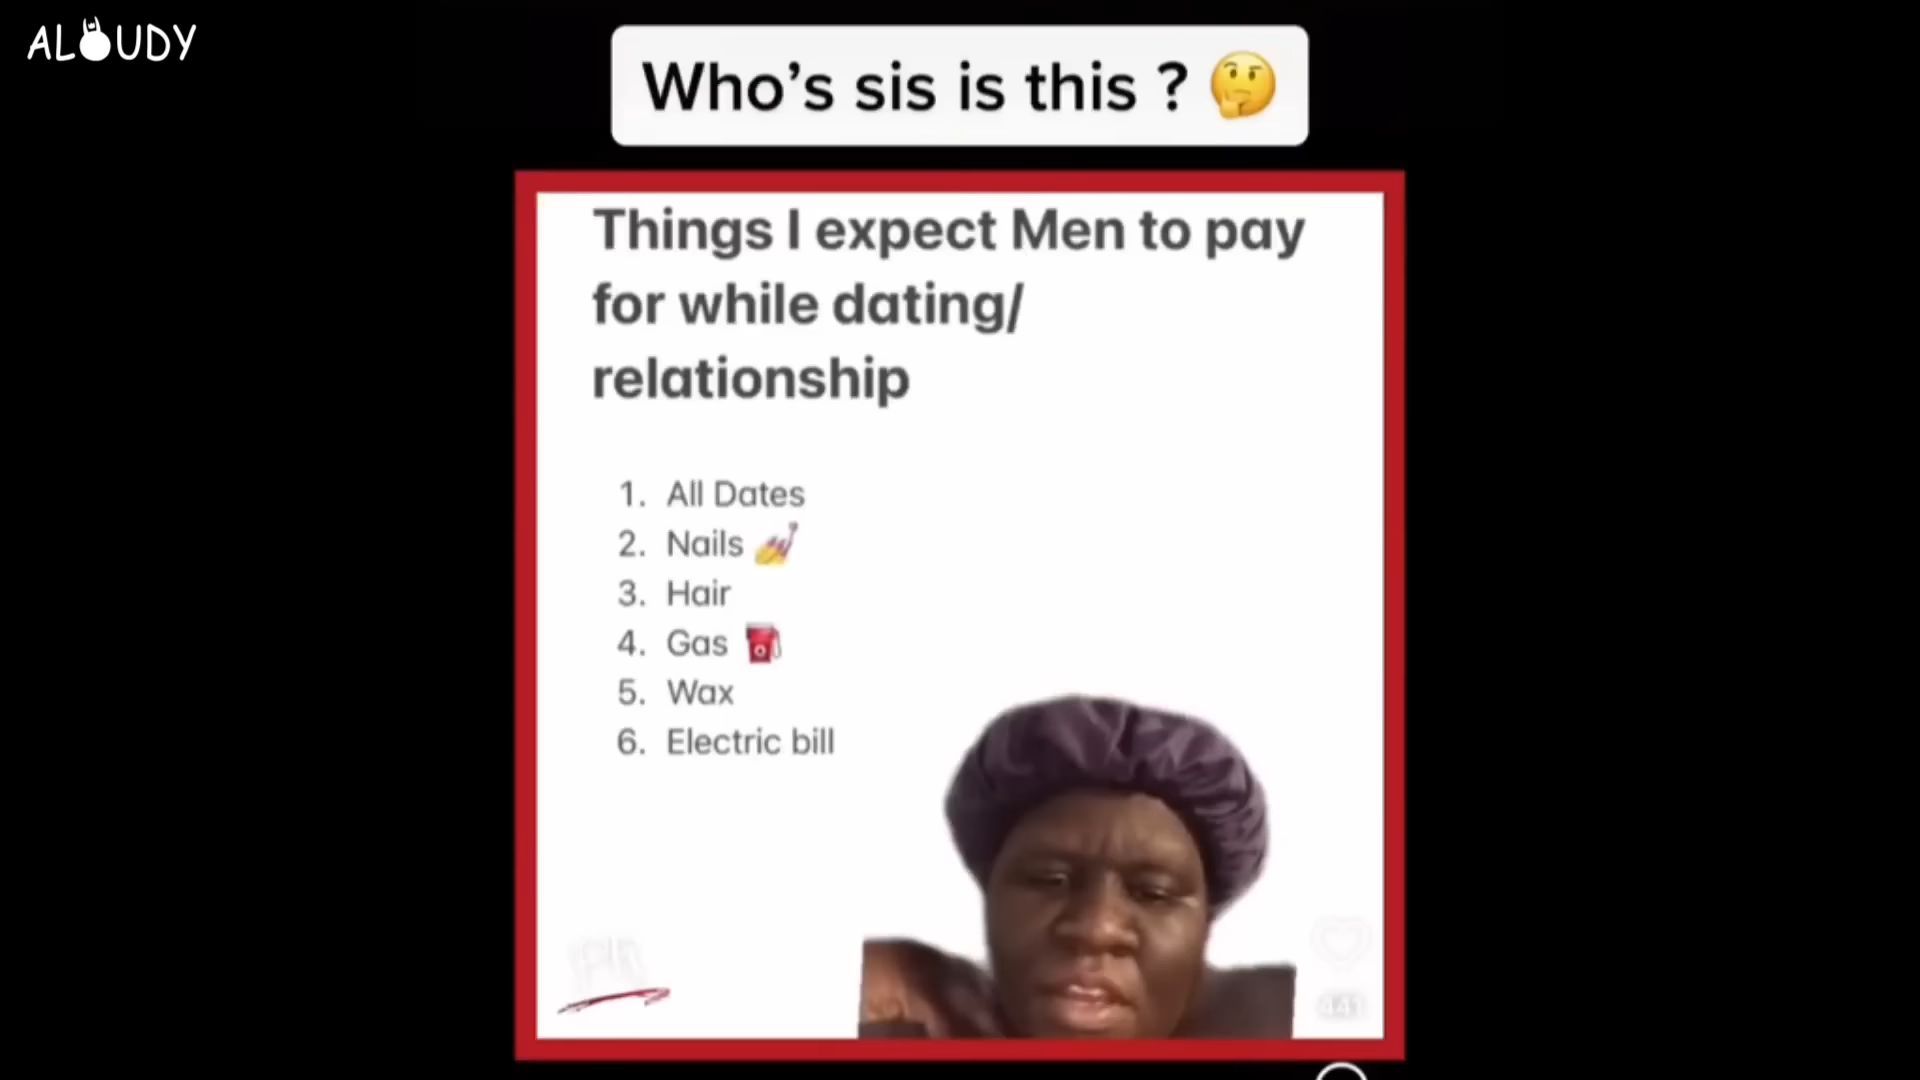 ALOUDY
Who's sis is this ? 🤔
Things I expect Men to pay
for while dating/
relationship
1. All Dates
2. Nails 💅
3. Hair
4. Gas ⛽
5. Wax
6. Electric bill
441